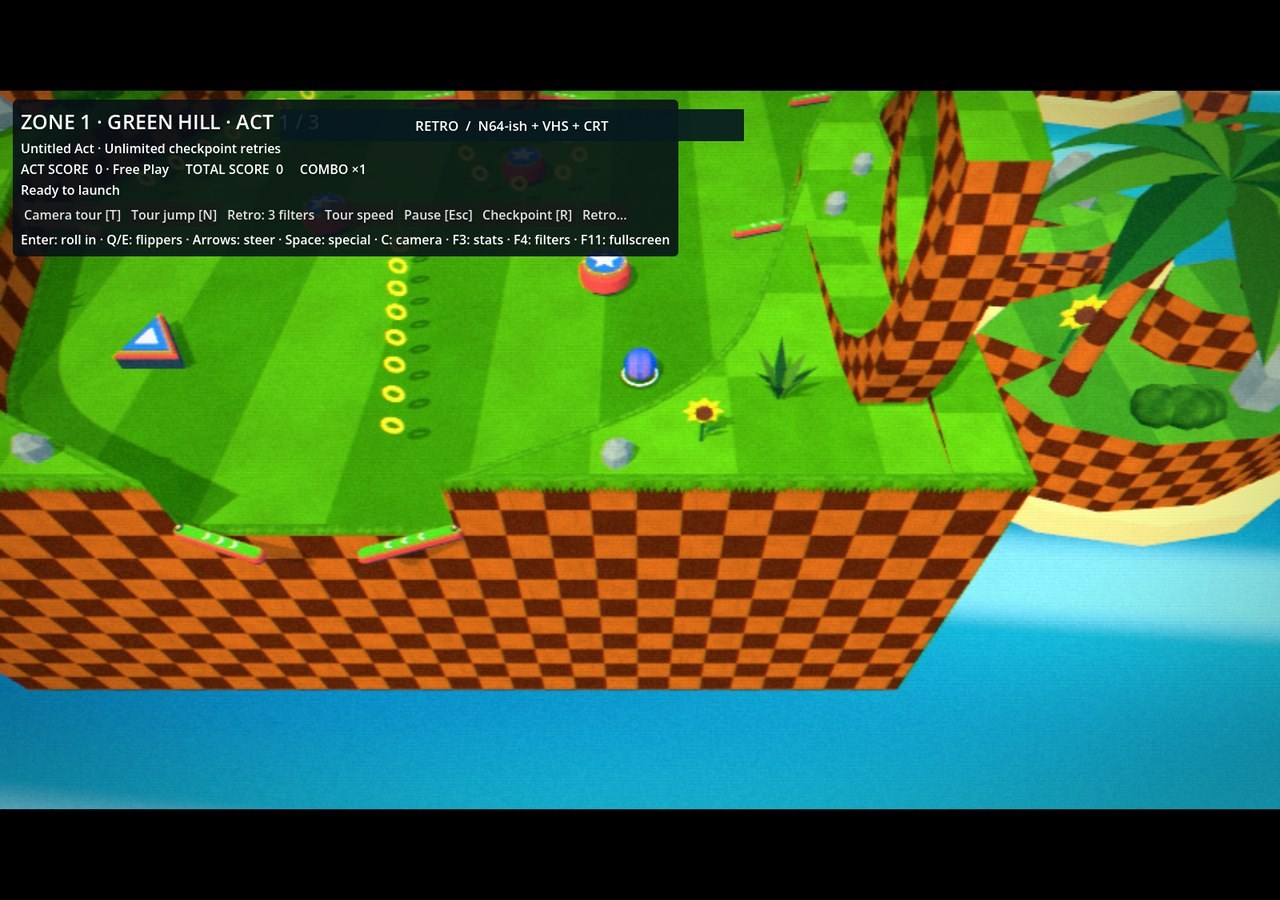 ZONE 1 · GREEN HILL · ACT 1 / 3
RETRO / N64-ish + VHS + CRT
Untitled Act · Unlimited checkpoint retries
ACT SCORE 0 · Free Play TOTAL SCORE 0 COMBO ×1
Ready to launch
Camera tour [T] Tour jump [N] Retro: 3 filters Tour speed Pause [Esc] Checkpoint [R] Retro...
Enter: roll in · Q/E: flippers · Arrows: steer · Space: special · C: camera · F3: stats · F4: filters · F11: fullscreen